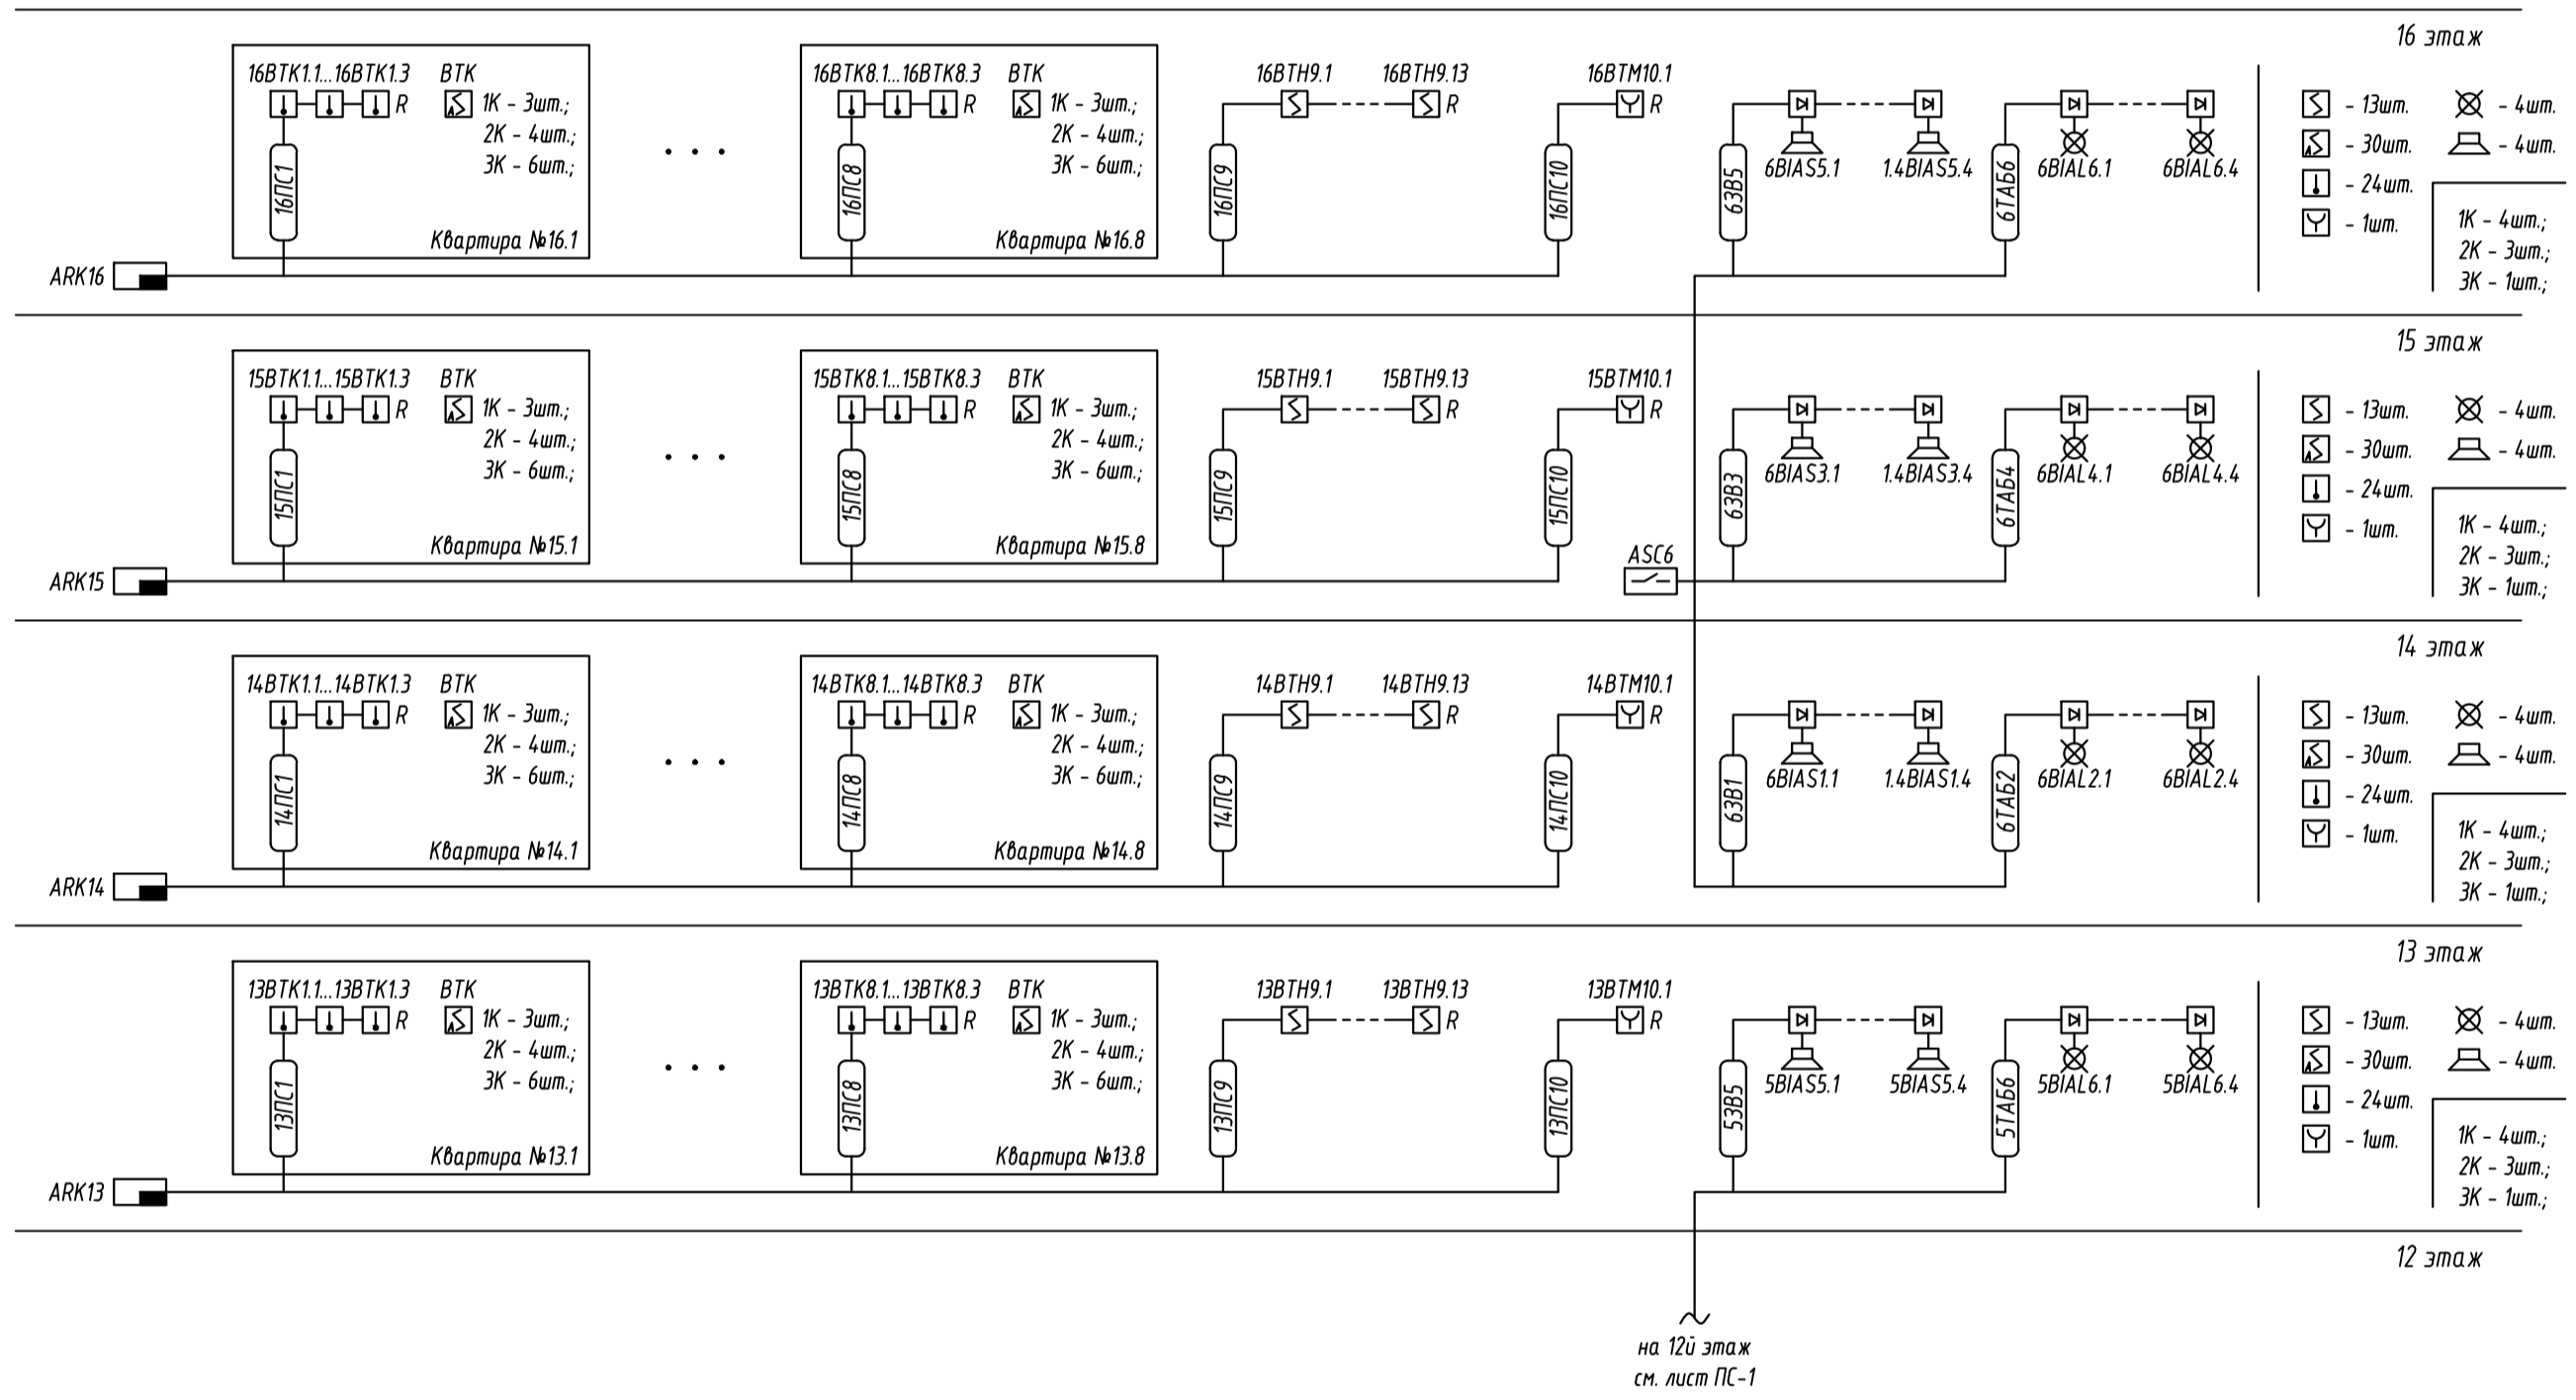 16 этаж
16ВТК1.1...16ВТК1.3 ВТК
R 1К - 3шт.;
2К - 4шт.;
3К - 6шт.;
16ПС1
Квартира №16.1
16ВТК8.1...16ВТК8.3 ВТК
R 1К - 3шт.;
2К - 4шт.;
3К - 6шт.;
16ПС8
Квартира №16.8
16ВТН9.1 16ВТН9.13
R
16ПС9
16ВТМ10.1
R
16ПС10
63В5
6BIAS5.1 1.4BIAS5.4
6ТАБ6
6BIAL6.1 6BIAL6.4
- 13шт. - 4шт.
- 30шт. - 4шт.
- 24шт.
- 1шт.
1К - 4шт.;
2К - 3шт.;
3К - 1шт.;
ARK16
15 этаж
15ВТК1.1...15ВТК1.3 ВТК
R 1К - 3шт.;
2К - 4шт.;
3К - 6шт.;
15ПС1
Квартира №15.1
15ВТК8.1...15ВТК8.3 ВТК
R 1К - 3шт.;
2К - 4шт.;
3К - 6шт.;
15ПС8
Квартира №15.8
15ВТН9.1 15ВТН9.13
R
15ПС9
15ВТМ10.1
R
15ПС10
ASC6
63В3
6BIAS3.1 1.4BIAS3.4
6ТАБ4
6BIAL4.1 6BIAL4.4
- 13шт. - 4шт.
- 30шт. - 4шт.
- 24шт.
- 1шт.
1К - 4шт.;
2К - 3шт.;
3К - 1шт.;
ARK15
14 этаж
14ВТК1.1...14ВТК1.3 ВТК
R 1К - 3шт.;
2К - 4шт.;
3К - 6шт.;
14ПС1
Квартира №14.1
14ВТК8.1...14ВТК8.3 ВТК
R 1К - 3шт.;
2К - 4шт.;
3К - 6шт.;
14ПС8
Квартира №14.8
14ВТН9.1 14ВТН9.13
R
14ПС9
14ВТМ10.1
R
14ПС10
63В1
6BIAS1.1 1.4BIAS1.4
6ТАБ2
6BIAL2.1 6BIAL2.4
- 13шт. - 4шт.
- 30шт. - 4шт.
- 24шт.
- 1шт.
1К - 4шт.;
2К - 3шт.;
3К - 1шт.;
ARK14
13 этаж
13ВТК1.1...13ВТК1.3 ВТК
R 1К - 3шт.;
2К - 4шт.;
3К - 6шт.;
13ПС1
Квартира №13.1
13ВТК8.1...13ВТК8.3 ВТК
R 1К - 3шт.;
2К - 4шт.;
3К - 6шт.;
13ПС8
Квартира №13.8
13ВТН9.1 13ВТН9.13
R
13ПС9
13ВТМ10.1
R
13ПС10
53В5
5BIAS5.1 5BIAS5.4
5ТАБ6
5BIAL6.1 5BIAL6.4
- 13шт. - 4шт.
- 30шт. - 4шт.
- 24шт.
- 1шт.
1К - 4шт.;
2К - 3шт.;
3К - 1шт.;
ARK13
12 этаж
на 12й этаж
см. лист ПС-1